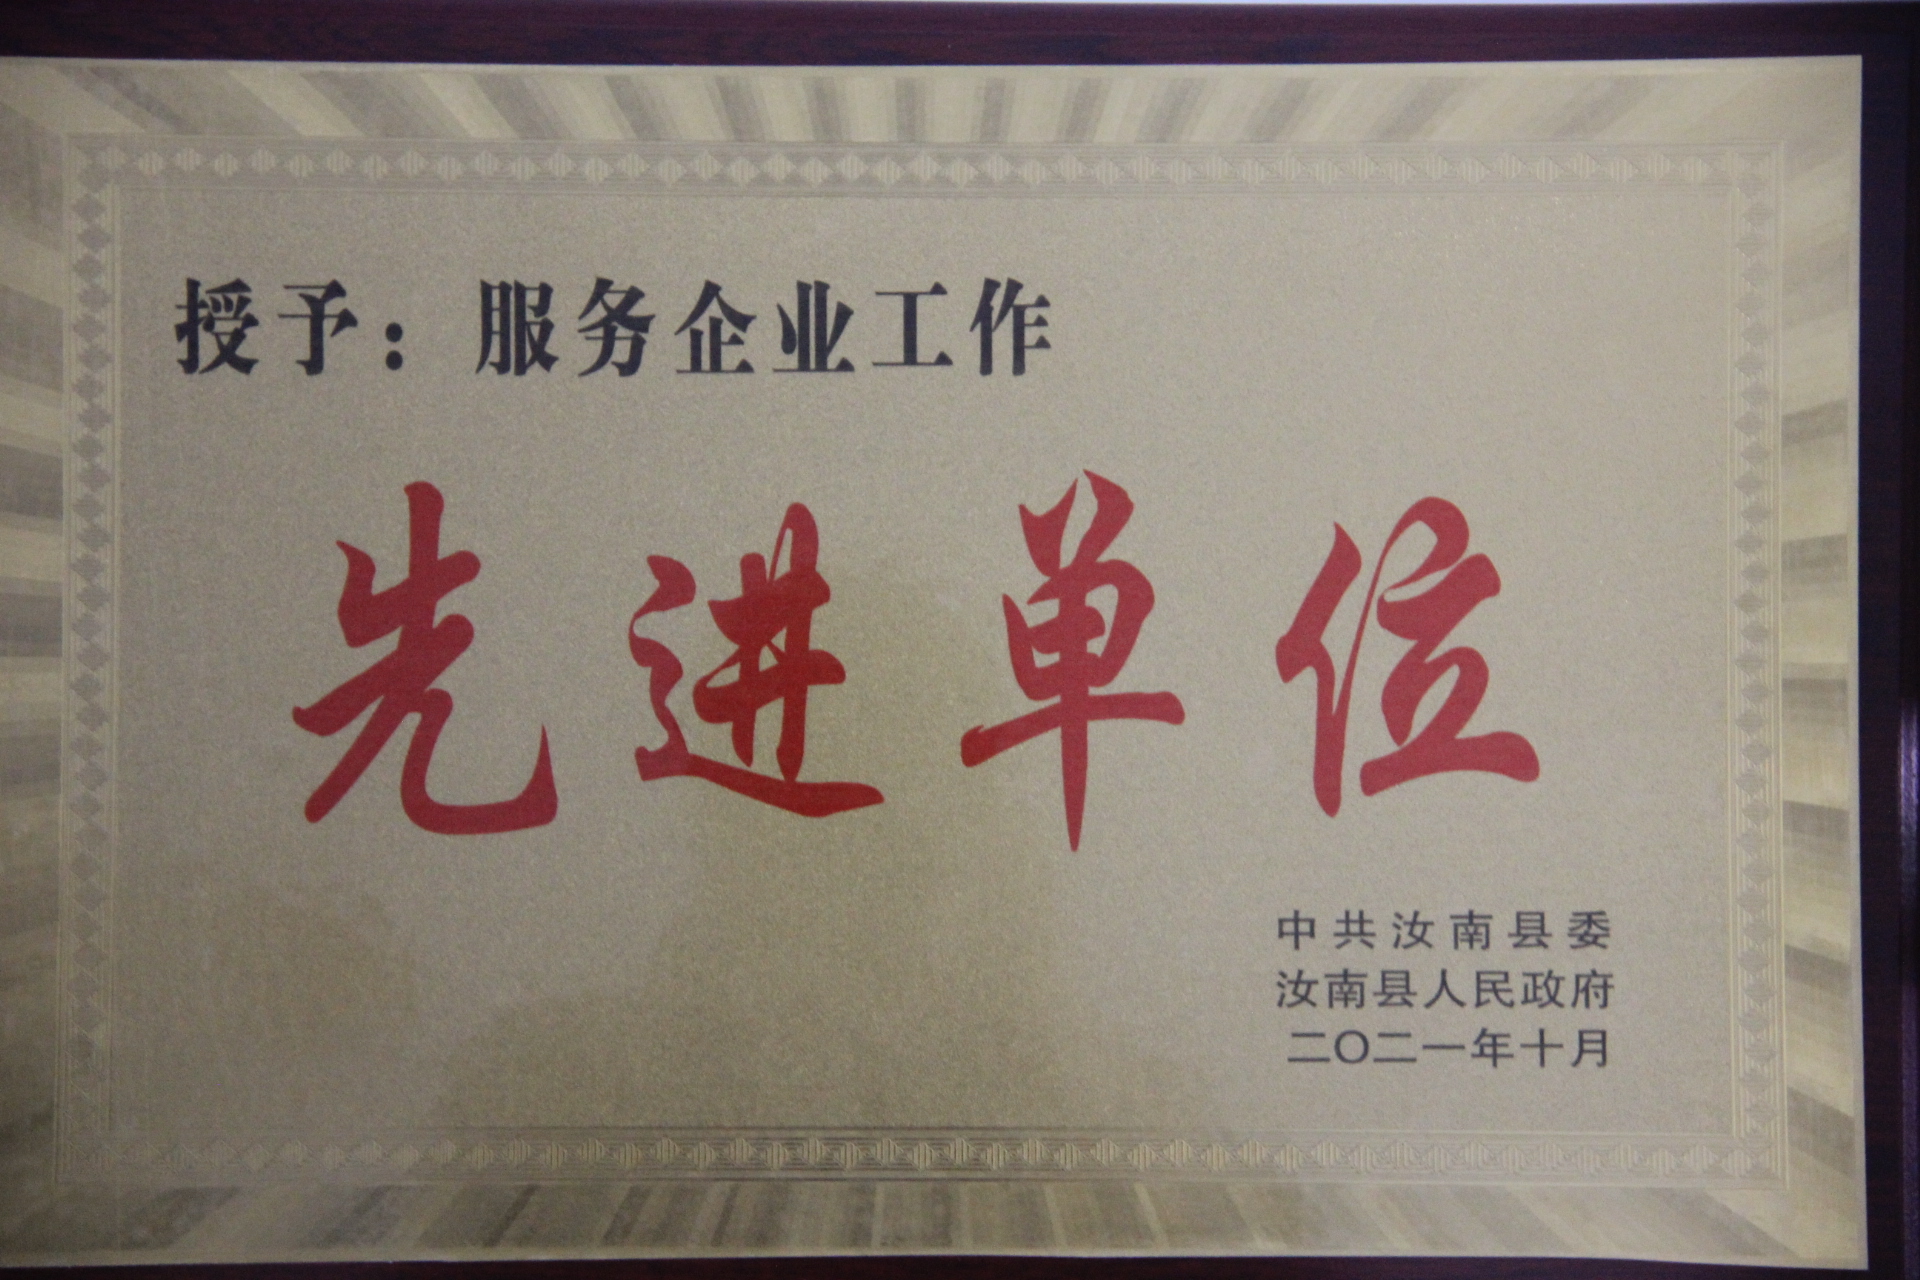 授予：服务企业工作
先进单位
中共汝南县委
汝南县人民政府
二〇二一年十月